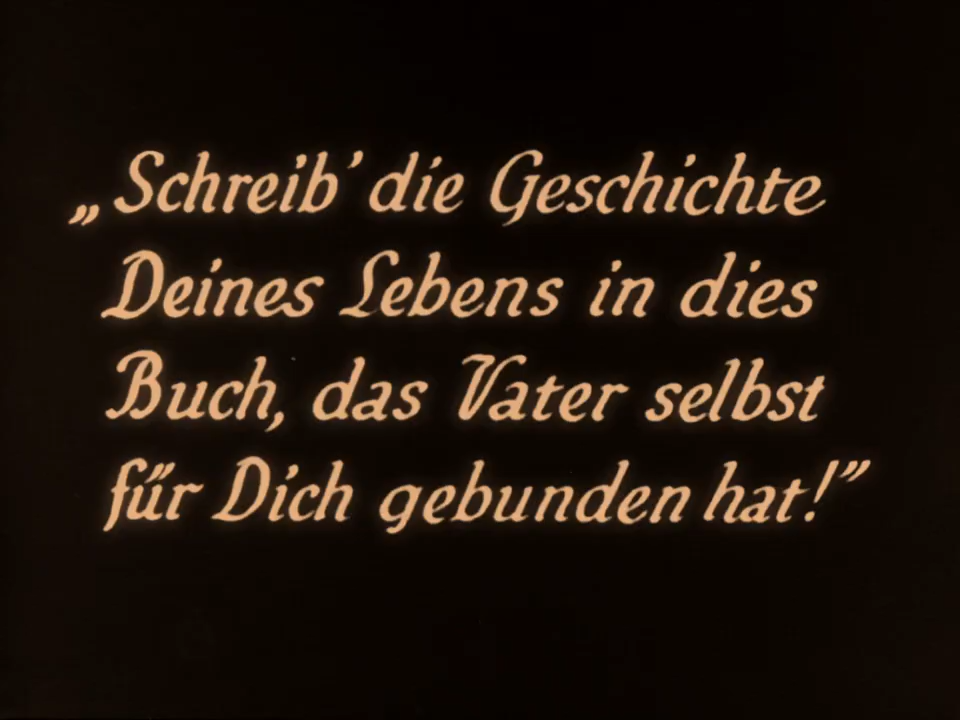 „Schreib' die Geschichte
Deines Lebens in dies
Buch, das Vater selbst
für Dich gebunden hat!”